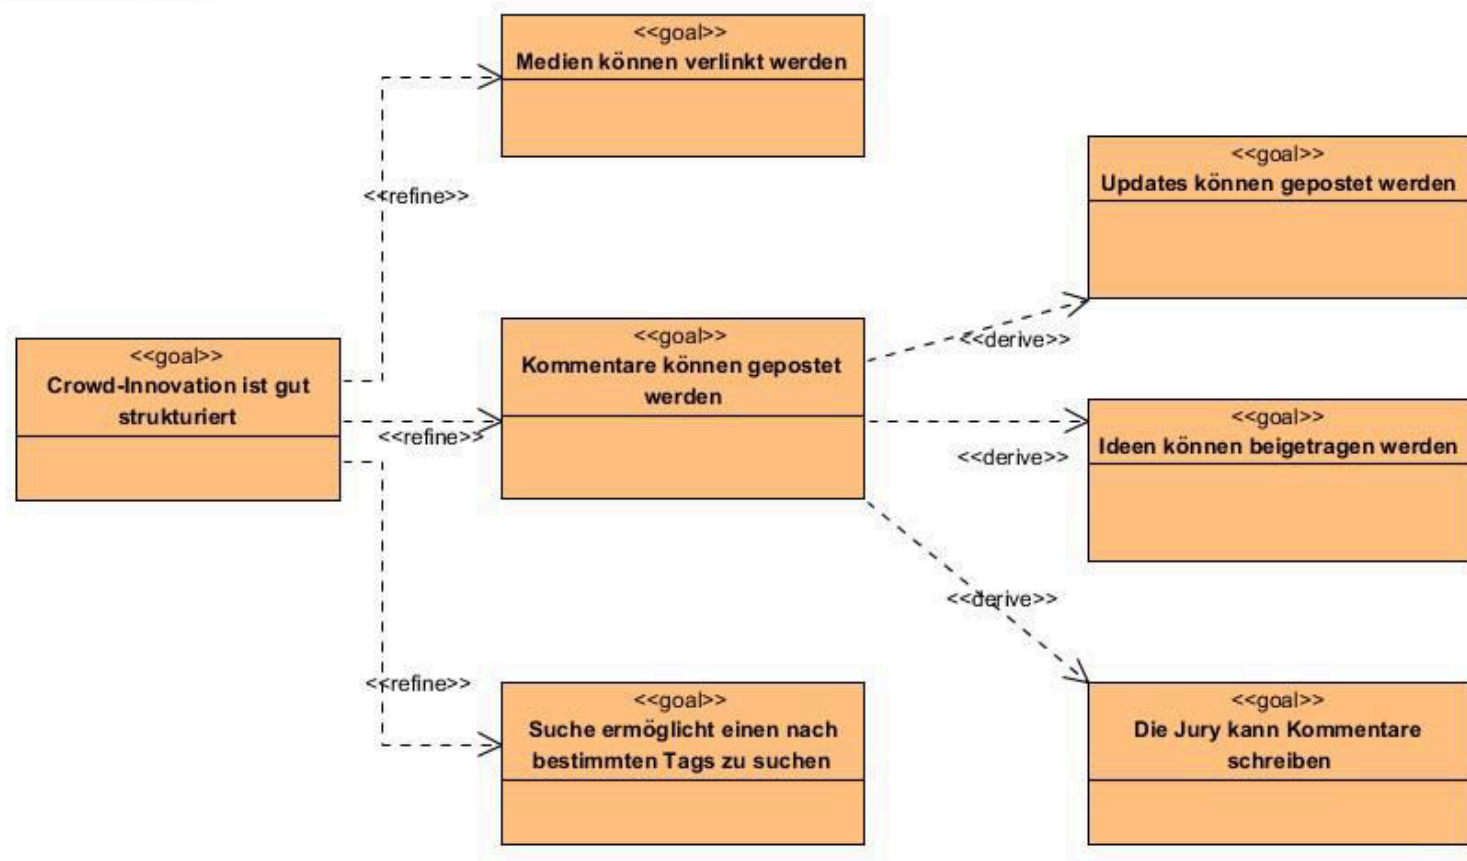 <<goal>>
Medien können verlinkt werden
<<goal>>
Updates können gepostet werden
<<refine>>
<<goal>>
Kommentare können gepostet
werden
<<derive>>
<<goal>>
Crowd-Innovation ist gut
strukturiert
<<refine>>
<<goal>>
Ideen können beigetragen werden
<<derive>>
<<derive>>
<<refine>>
<<goal>>
Suche ermöglicht einen nach
bestimmten Tags zu suchen
<<goal>>
Die Jury kann Kommentare
schreiben